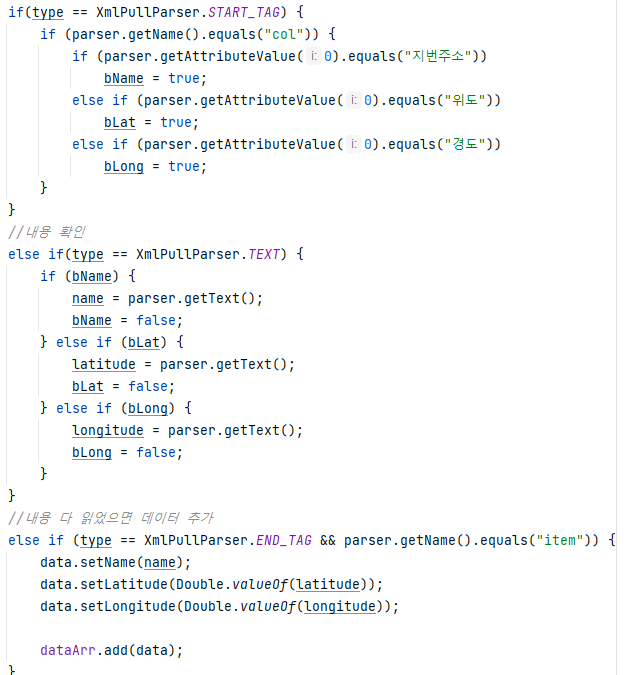 if(type == XmlPullParser.START_TAG) {
    if (parser.getName().equals("col")) {
        if (parser.getAttributeValue( i: 0).equals("지번주소"))
            bName = true;
        else if (parser.getAttributeValue( i: 0).equals("위도"))
            bLat = true;
        else if (parser.getAttributeValue( i: 0).equals("경도"))
            bLong = true;
    }
}
//내용 확인
else if(type == XmlPullParser.TEXT) {
    if (bName) {
        name = parser.getText();
        bName = false;
    } else if (bLat) {
        latitude = parser.getText();
        bLat = false;
    } else if (bLong) {
        longitude = parser.getText();
        bLong = false;
    }
}
//내용 다 읽었으면 데이터 추가
else if (type == XmlPullParser.END_TAG && parser.getName().equals("item")) {
    data.setName(name);
    data.setLatitude(Double.valueOf(latitude));
    data.setLongitude(Double.valueOf(longitude));

    dataArr.add(data);
}